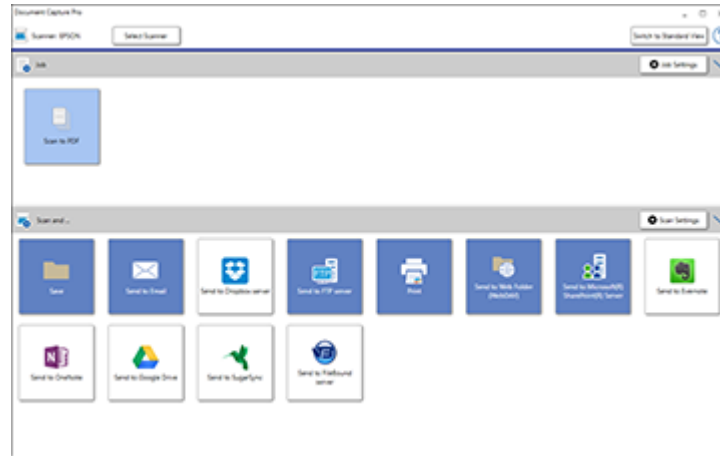 Document Capture Pro
Scanner: EPSON
Select Scanner
Switch to Standard View
Job
Job Settings
Scan to PDF
Scan and ...
Scan Settings
Save
Send to Email
Send to Dropbox server
Send to FTP server
Print
Send to Web Folder
(WebDAV)
Send to Microsoft(R)
SharePoint(R) Server
Send to Evernote
Send to OneNote
Send to Google Drive
Send to SugarSync
Send to FileBound
server